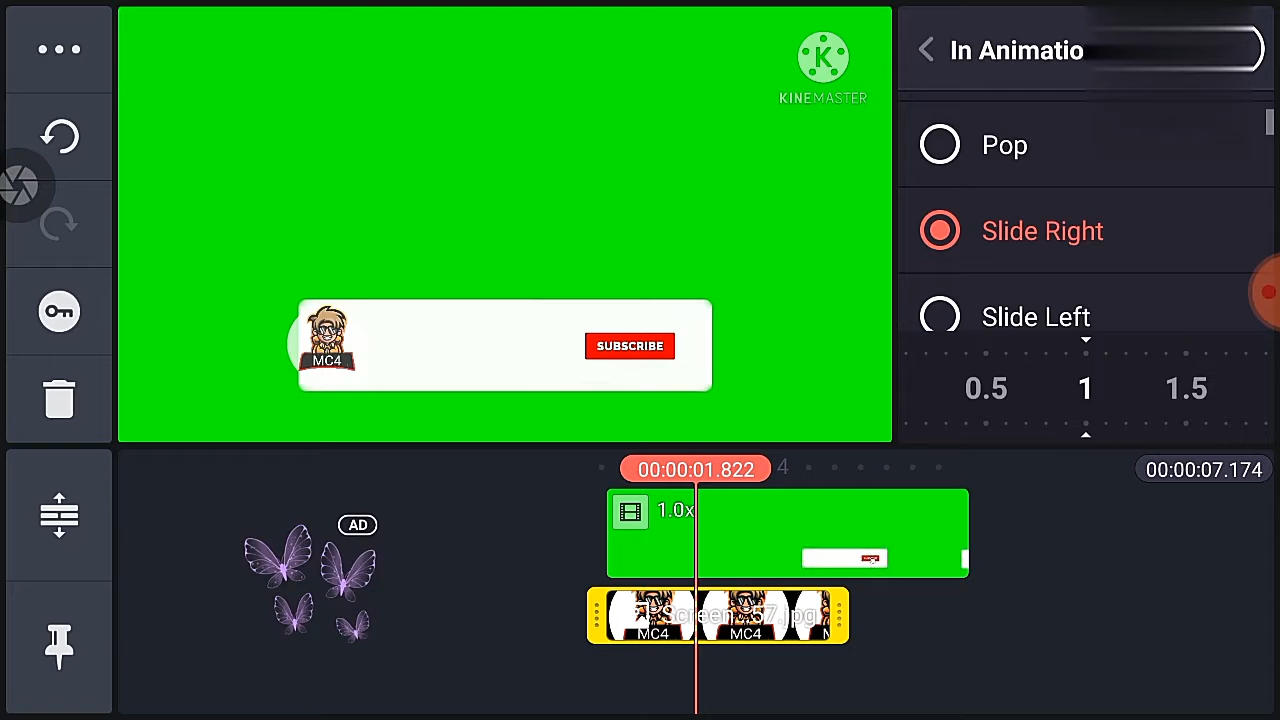 KINEMASTER
In Animatio
Pop
Slide Right
Slide Left
0.5 1 1.5
MC4
SUBSCRIBE
00:00:01.822
4
00:00:07.174
1.0x
AD
MC4
MC4